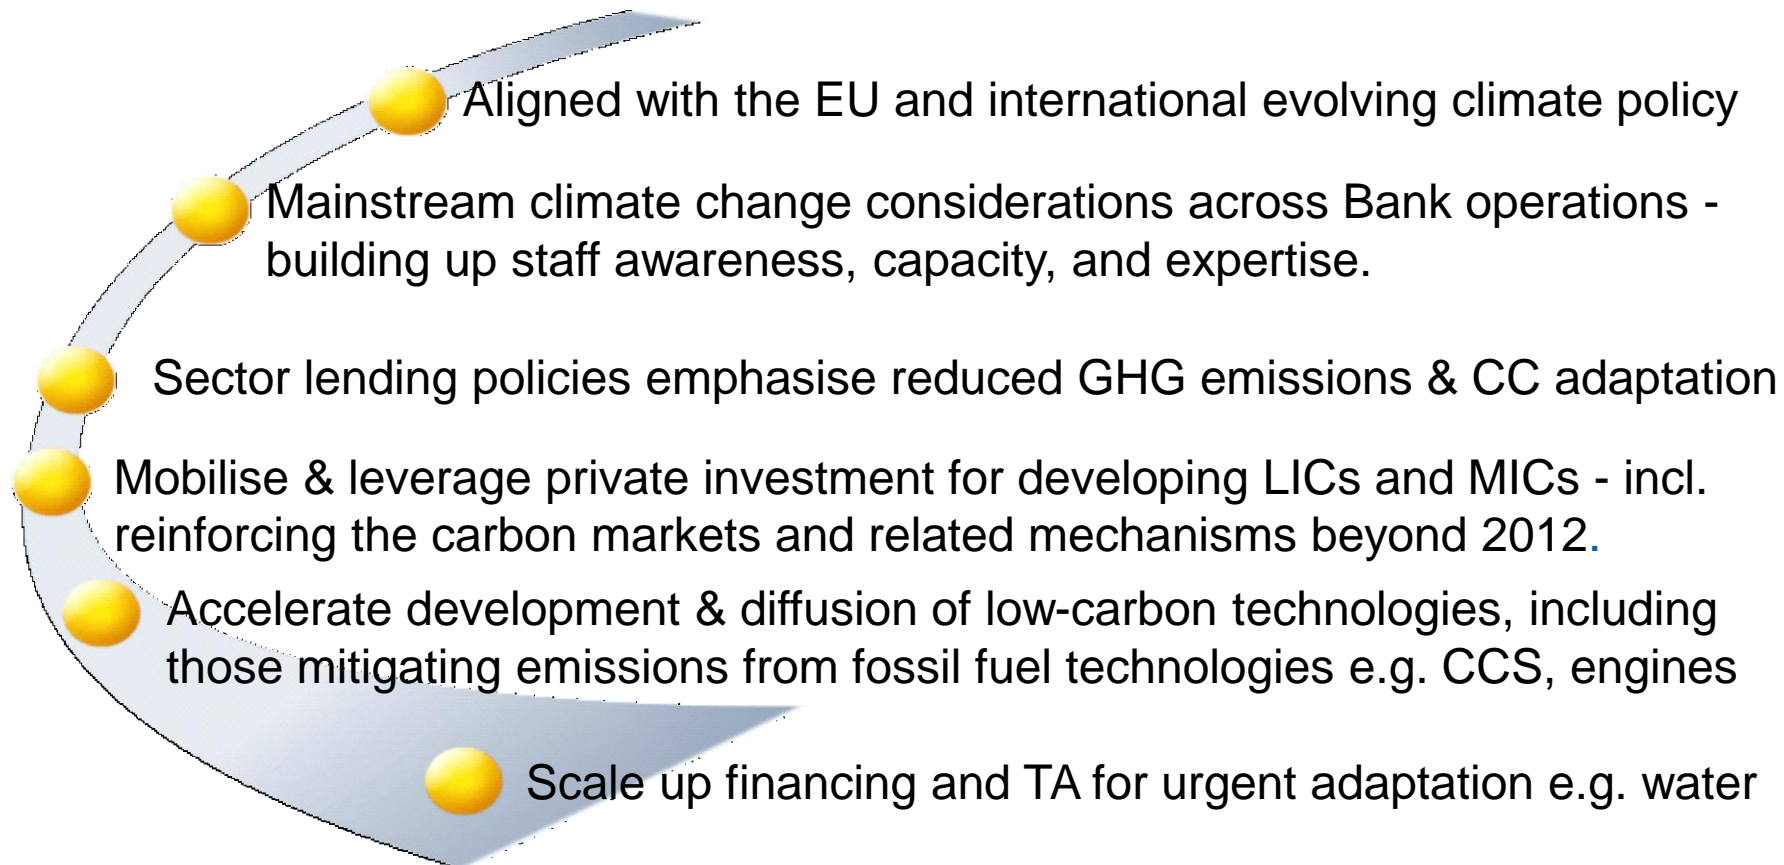 Aligned with the EU and international evolving climate policy
Mainstream climate change considerations across Bank operations -
building up staff awareness, capacity, and expertise.
Sector lending policies emphasise reduced GHG emissions & CC adaptation
Mobilise & leverage private investment for developing LICs and MICs - incl.
reinforcing the carbon markets and related mechanisms beyond 2012.
Accelerate development & diffusion of low-carbon technologies, including
those mitigating emissions from fossil fuel technologies e.g. CCS, engines
Scale up financing and TA for urgent adaptation e.g. water